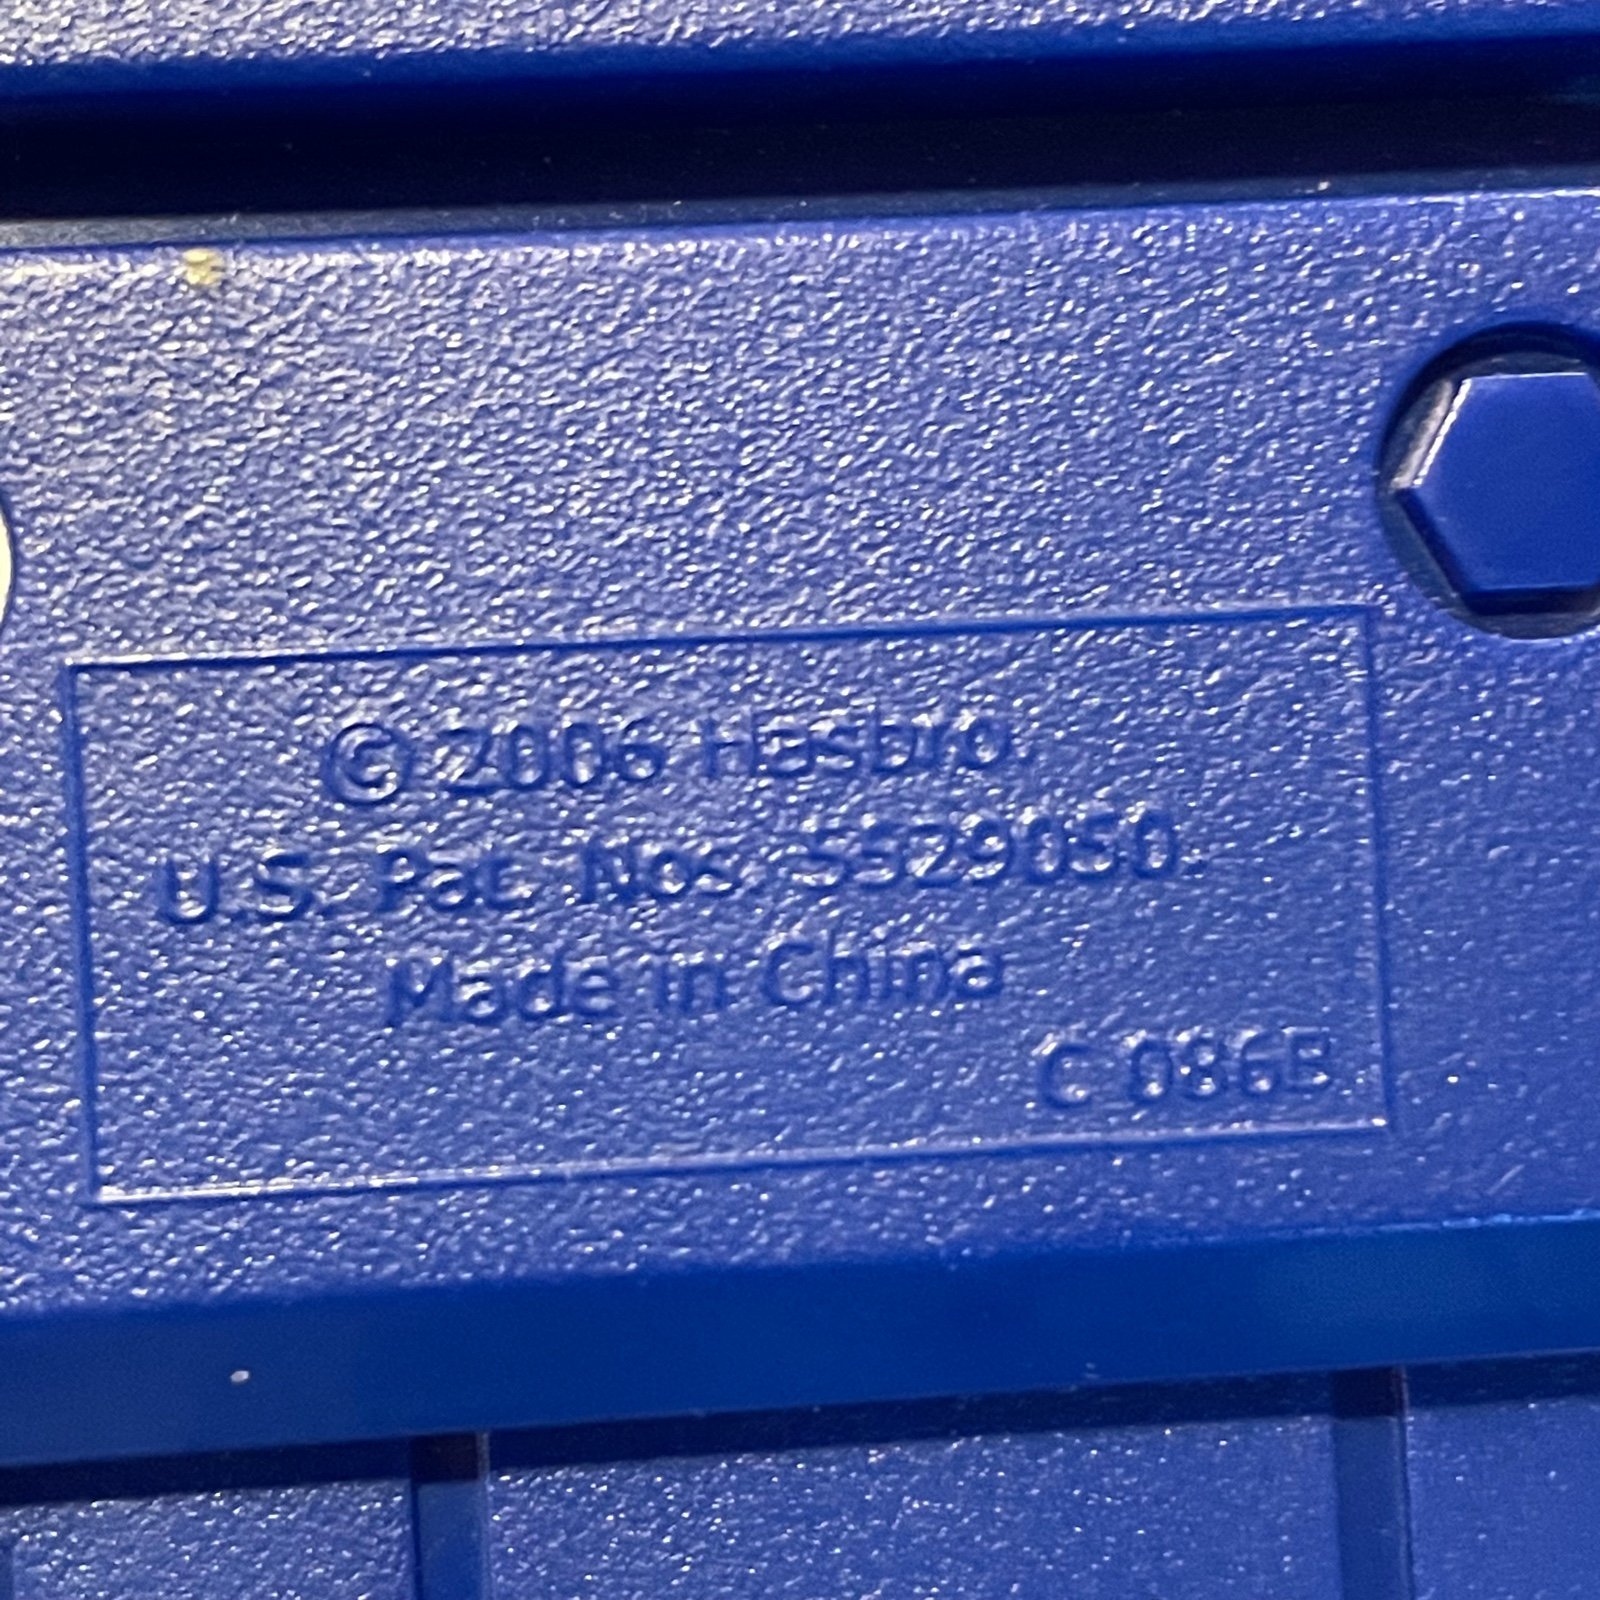 © 2006 Hasbro.
U.S. Pat. Nos. 5529050.
Made in China
C 086B